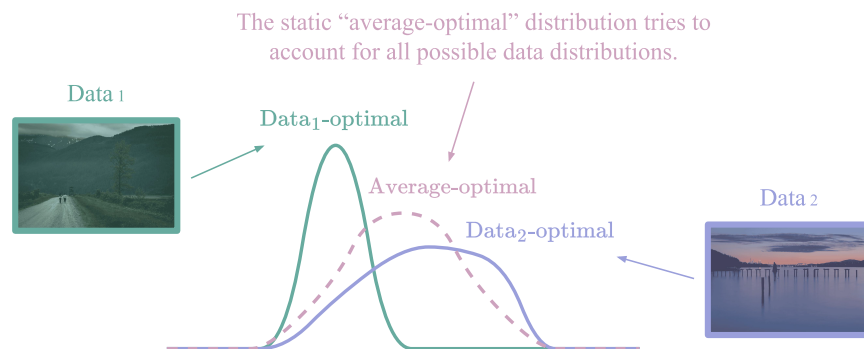 The static “average-optimal” distribution tries to
account for all possible data distributions.
Data 1
Data₁-optimal
Average-optimal
Data₂-optimal
Data 2